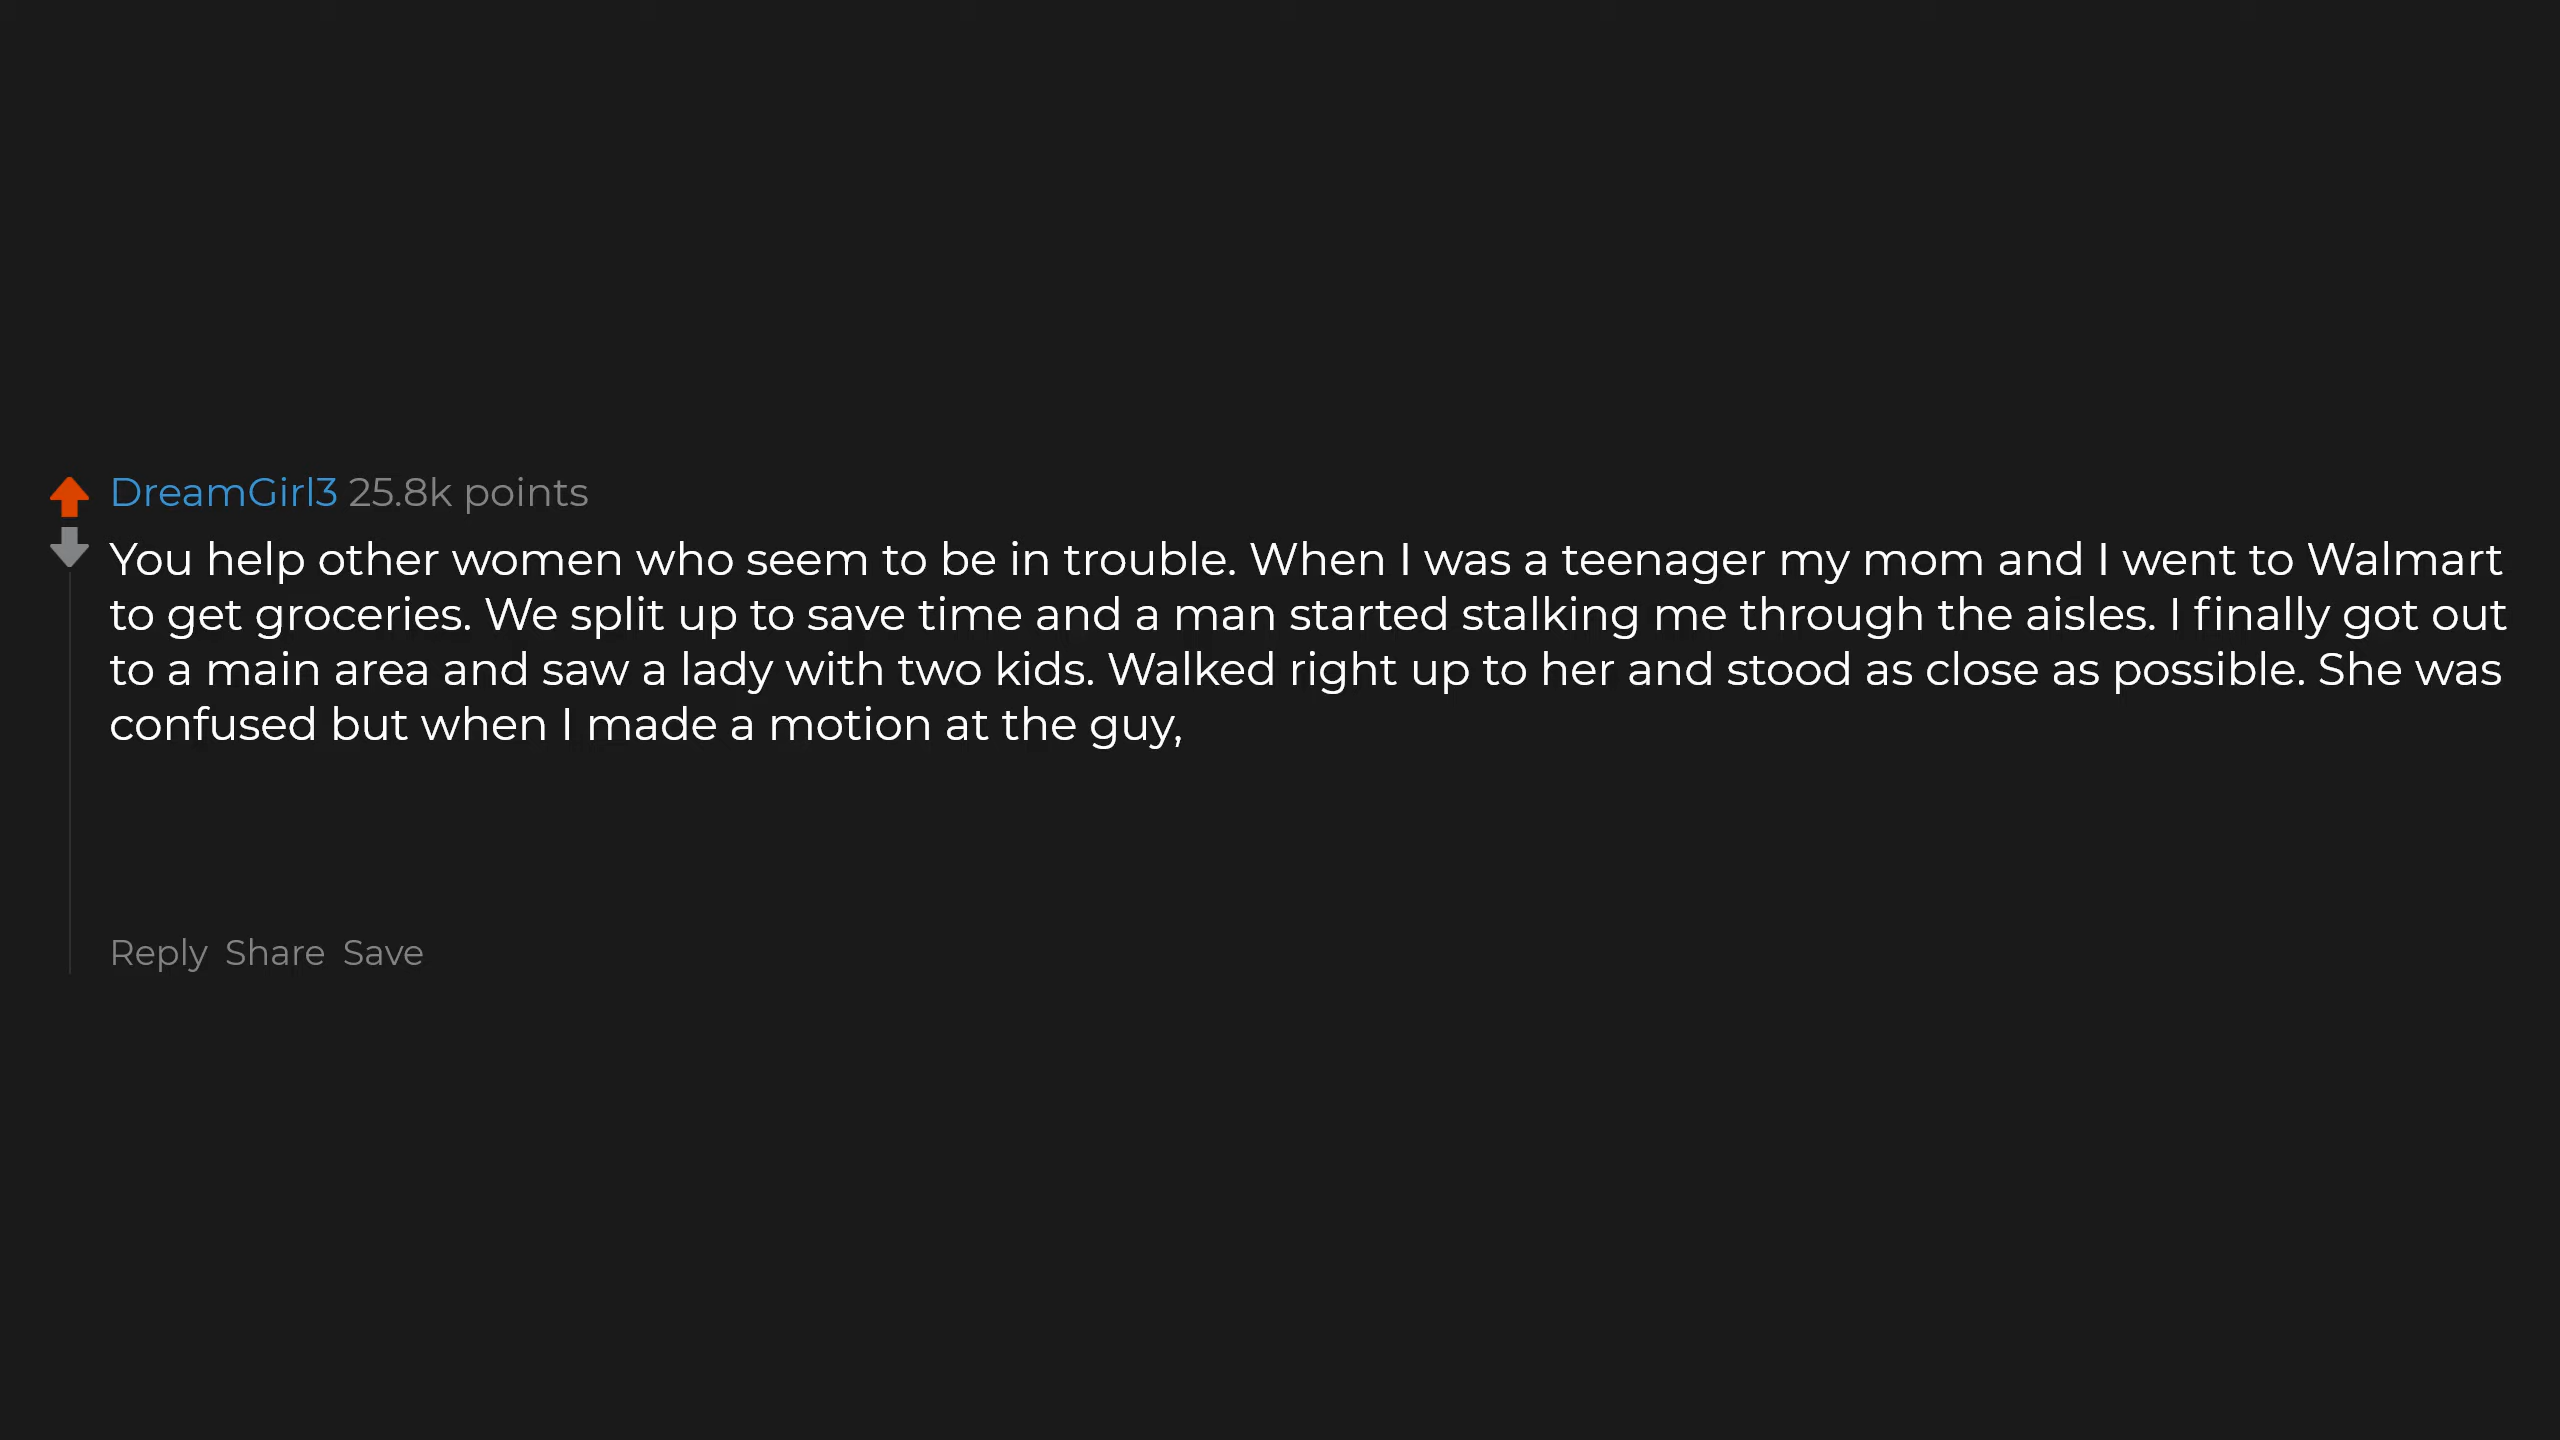 DreamGirl3 25.8k points
You help other women who seem to be in trouble. When I was a teenager my mom and I went to Walmart
to get groceries. We split up to save time and a man started stalking me through the aisles. I finally got out
to a main area and saw a lady with two kids. Walked right up to her and stood as close as possible. She was
confused but when I made a motion at the guy,
Reply Share Save